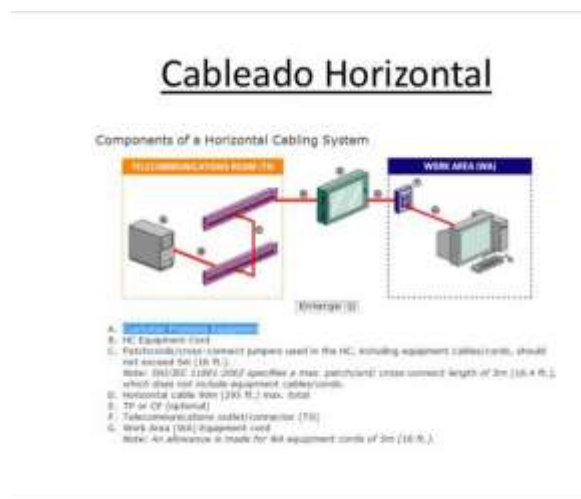 Cableado Horizontal
Components of a Horizontal Cabling System
TELECOMMUNICATIONS ROOM (TR)
WORK AREA (WA)
Enlarge
A. Customer Premises Equipment
B. HC Equipment Cord
C. Patchcords/cross-connect jumpers used in the HC, including equipment cables/cords, should
not exceed 5m (16 ft.).
Note: ISO/IEC 11801:2002 specifies a max. patchcord/ cross-connect length of 5m (16.4 ft.),
which does not include equipment cables/cords.
D. Horizontal cable 90m (295 ft.) max. total
E. TP or CP (optional)
F. Telecommunications outlet/connector (TO)
G. Work Area (WA) Equipment cord
Note: An allowance is made for WA equipment cords of 5m (16 ft.).